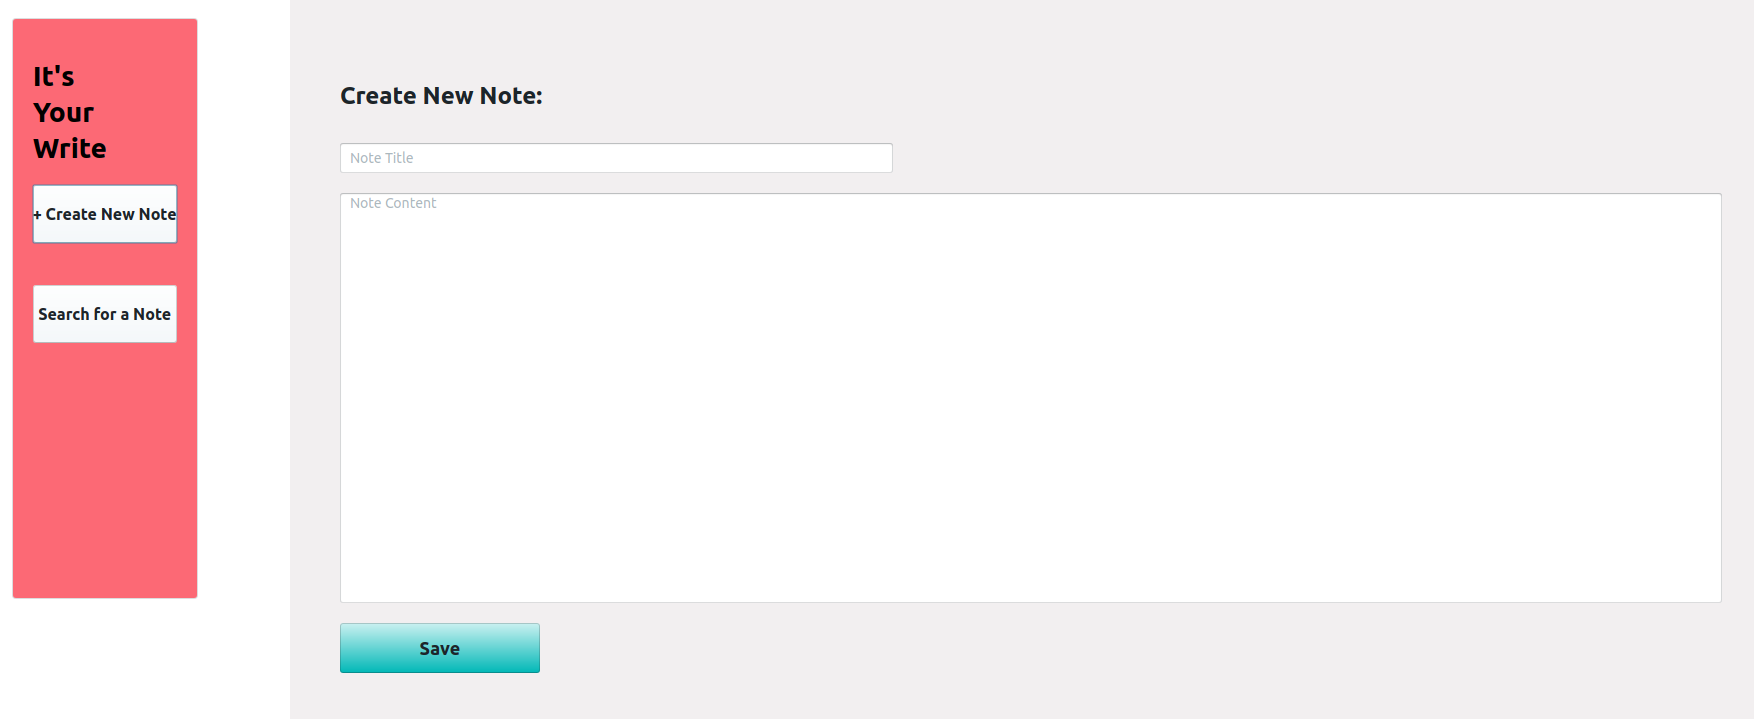 It's
Your
Write
+ Create New Note
Search for a Note
Create New Note:
Note Title
Note Content
Save